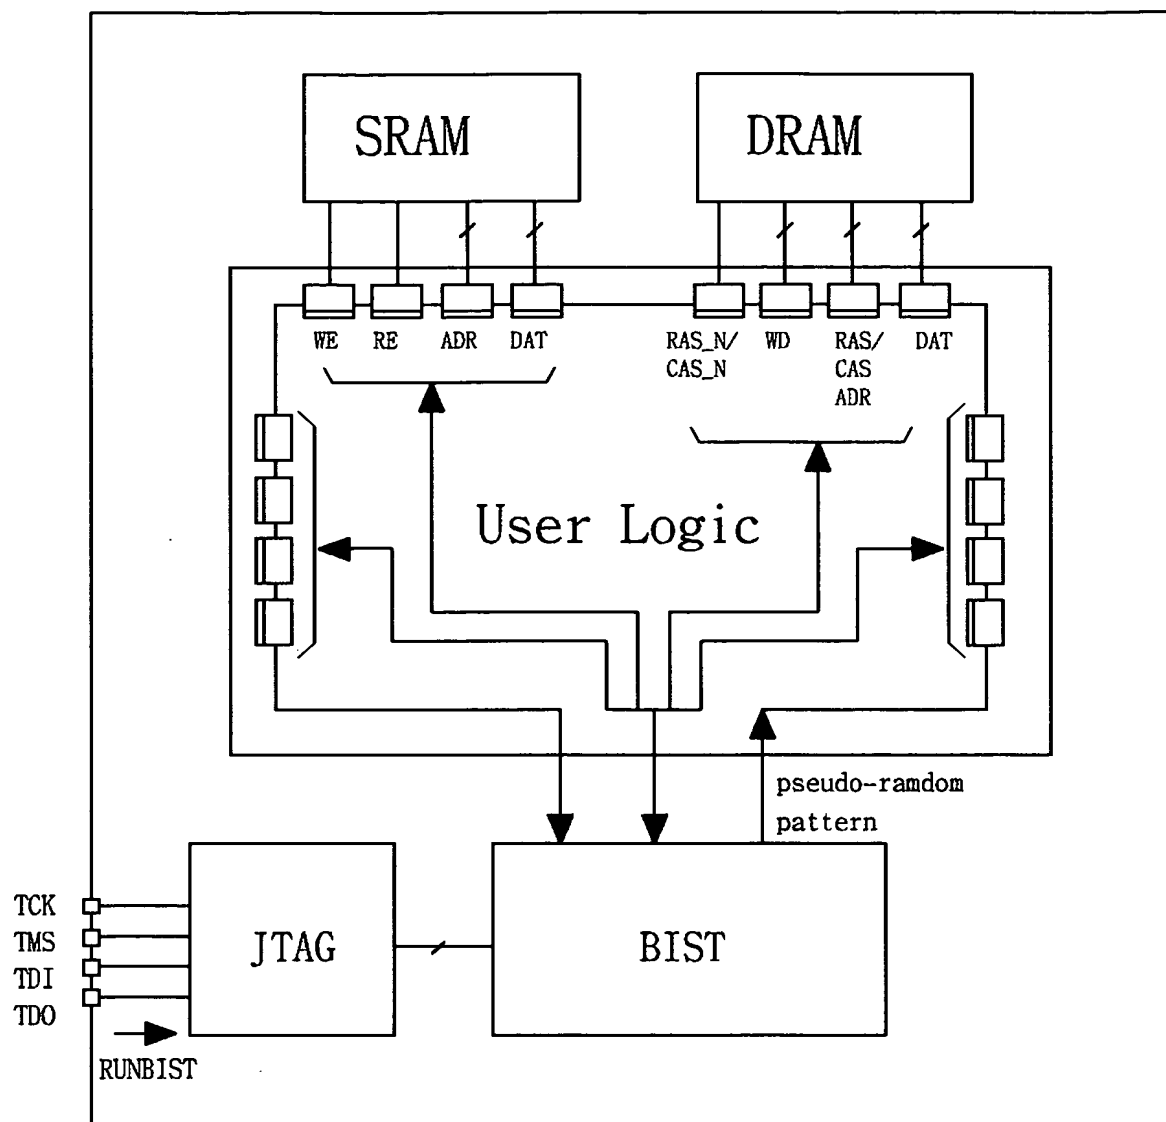 SRAM
DRAM
WE
RE
ADR
DAT
RAS_N/
CAS_N
WD
RAS/
CAS
ADR
DAT
User Logic
pseudo-ramdom
pattern
TCK
TMS
TDI
TDO
JTAG
BIST
RUNBIST